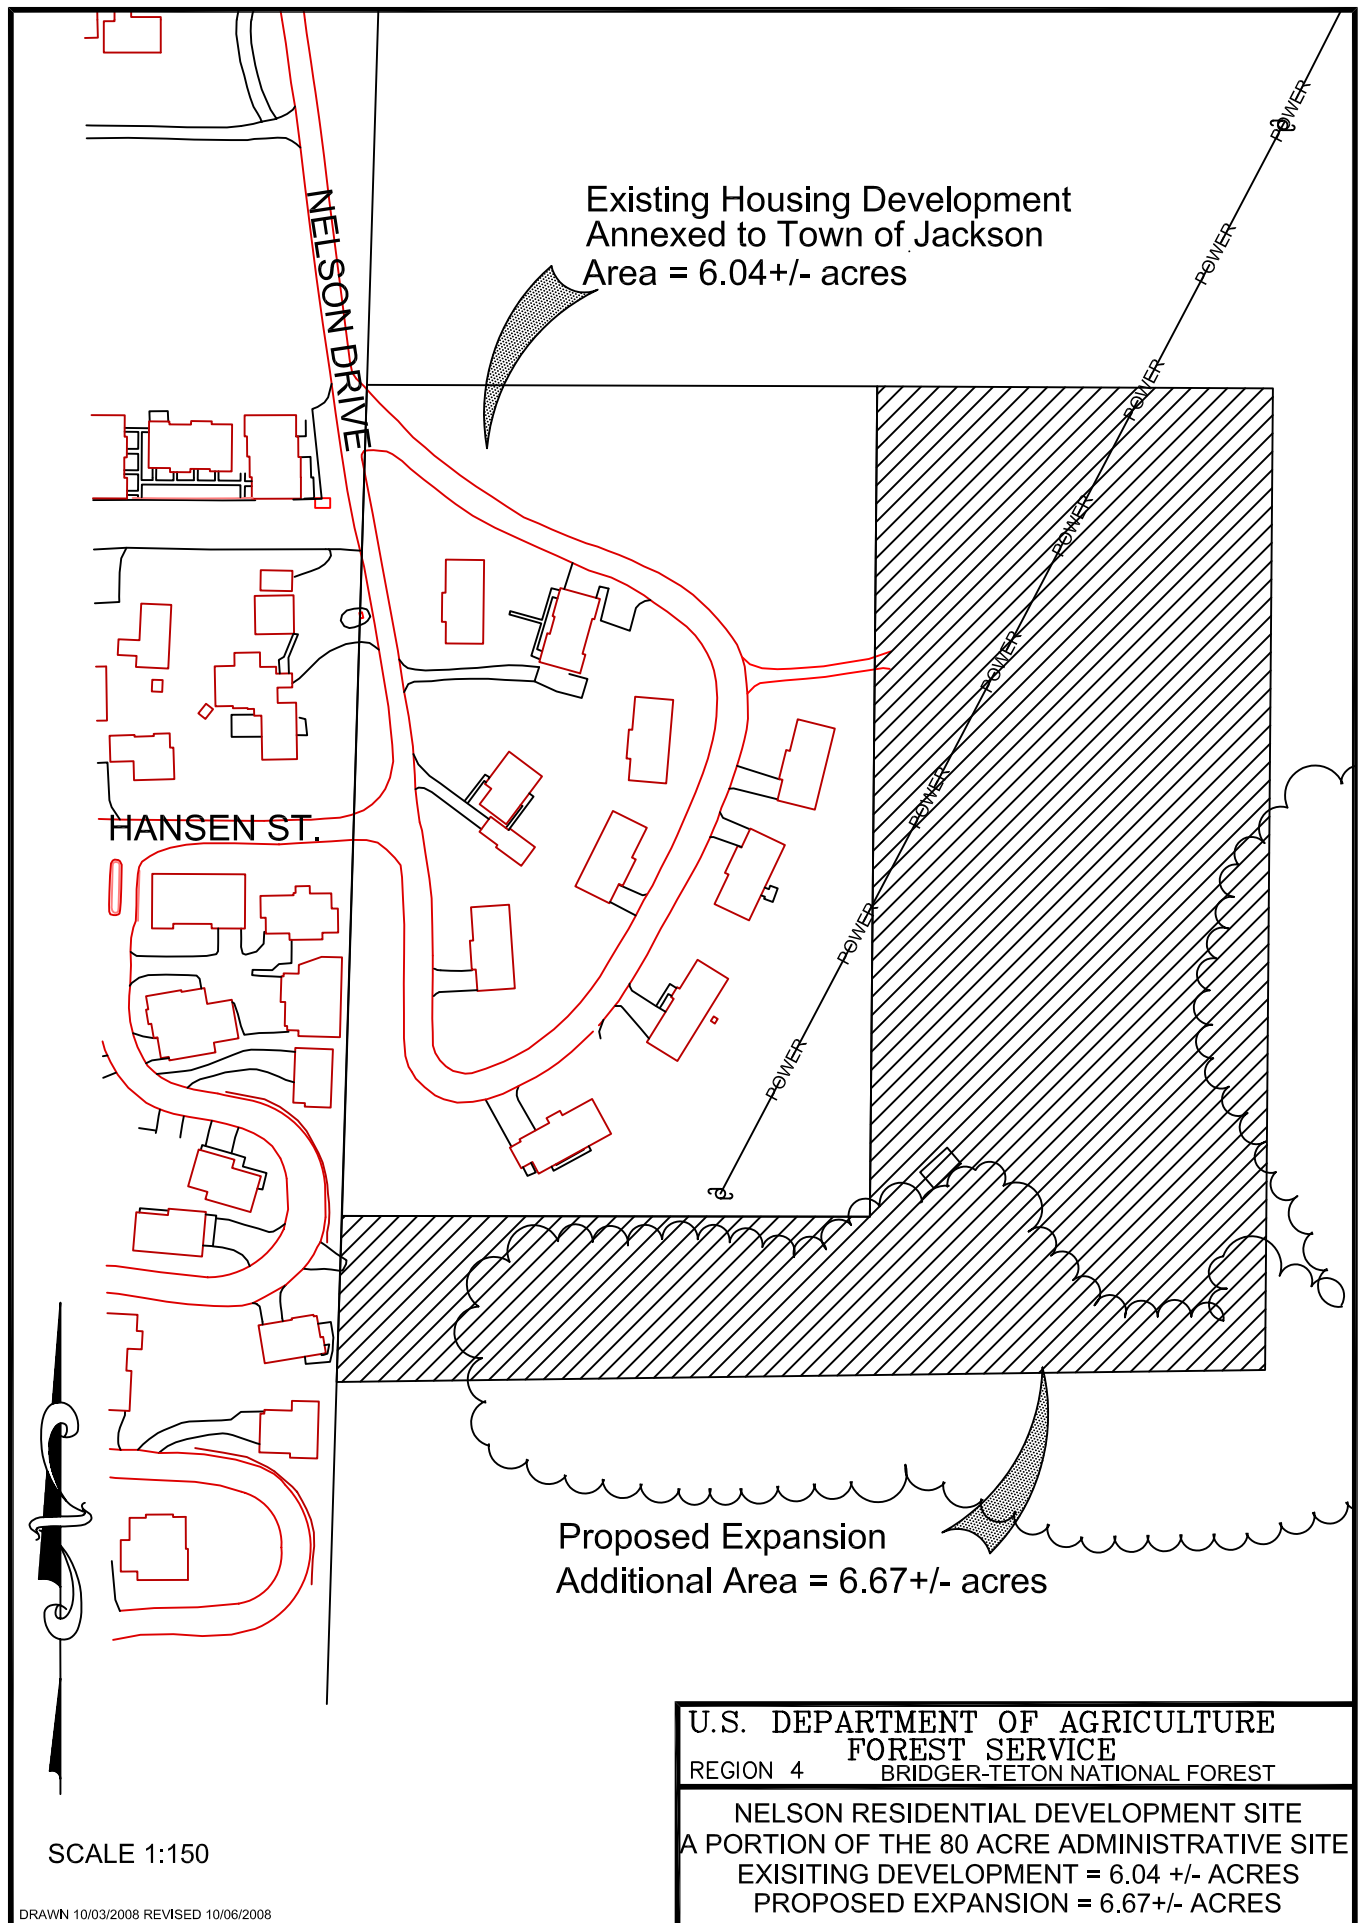 Existing Housing Development
Annexed to Town of Jackson
Area = 6.04+/- acres
NELSON DRIVE
POWER
POWER
POWER
POWER
POWER
POWER
POWER
POWER
HANSEN ST.
Proposed Expansion
Additional Area = 6.67+/- acres
U.S. DEPARTMENT OF AGRICULTURE
FOREST SERVICE
REGION 4 BRIDGER-TETON NATIONAL FOREST
NELSON RESIDENTIAL DEVELOPMENT SITE
A PORTION OF THE 80 ACRE ADMINISTRATIVE SITE
EXISITING DEVELOPMENT = 6.04 +/- ACRES
PROPOSED EXPANSION = 6.67+/- ACRES
SCALE 1:150
DRAWN 10/03/2008 REVISED 10/06/2008